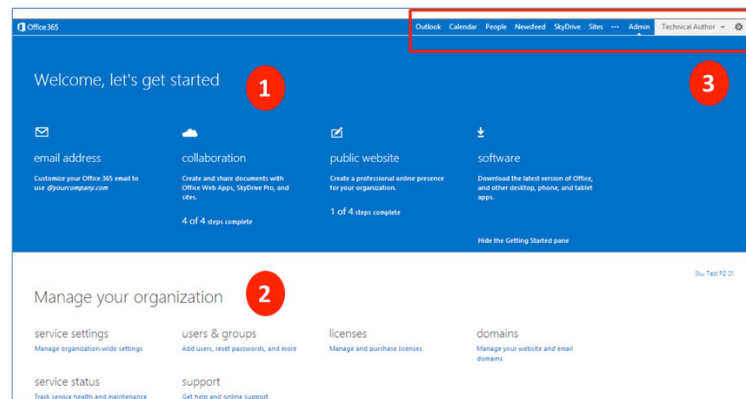 Office 365
Outlook Calendar People Newsfeed SkyDrive Sites ··· Admin Technical Author
Welcome, let's get started
1
3
email address
Customize your Office 365 email to
use @yourcompany.com
collaboration
Create and share documents with
Office Web Apps, SkyDrive Pro, and
sites.
4 of 4 steps complete
public website
Create a professional online presence
for your organization.
1 of 4 steps complete
software
Download the latest version of Office,
and other desktop, phone, and tablet
apps.
Hide the Getting Started pane
Manage your organization
2
service settings
Manage organization-wide settings
users & groups
Add users, reset passwords, and more
licenses
Manage and purchase licenses
domains
Manage your website and email
domains
service status
Track service health and maintenance
support
Get help and online support